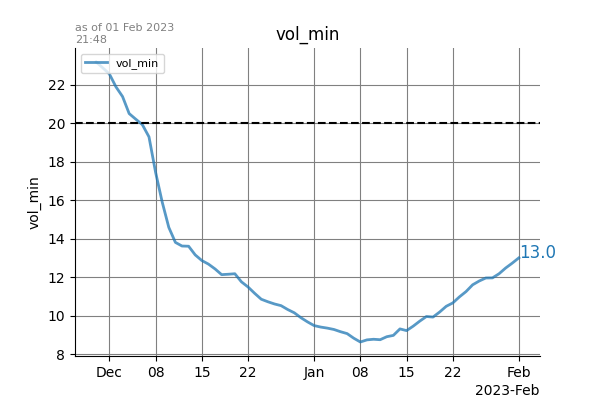 as of 01 Feb 2023
21:48
vol_min
vol_min
22
20
18
16
14
12
10
8
vol_min
13.0
Dec 08 15 22 Jan 08 15 22 Feb
2023-Feb